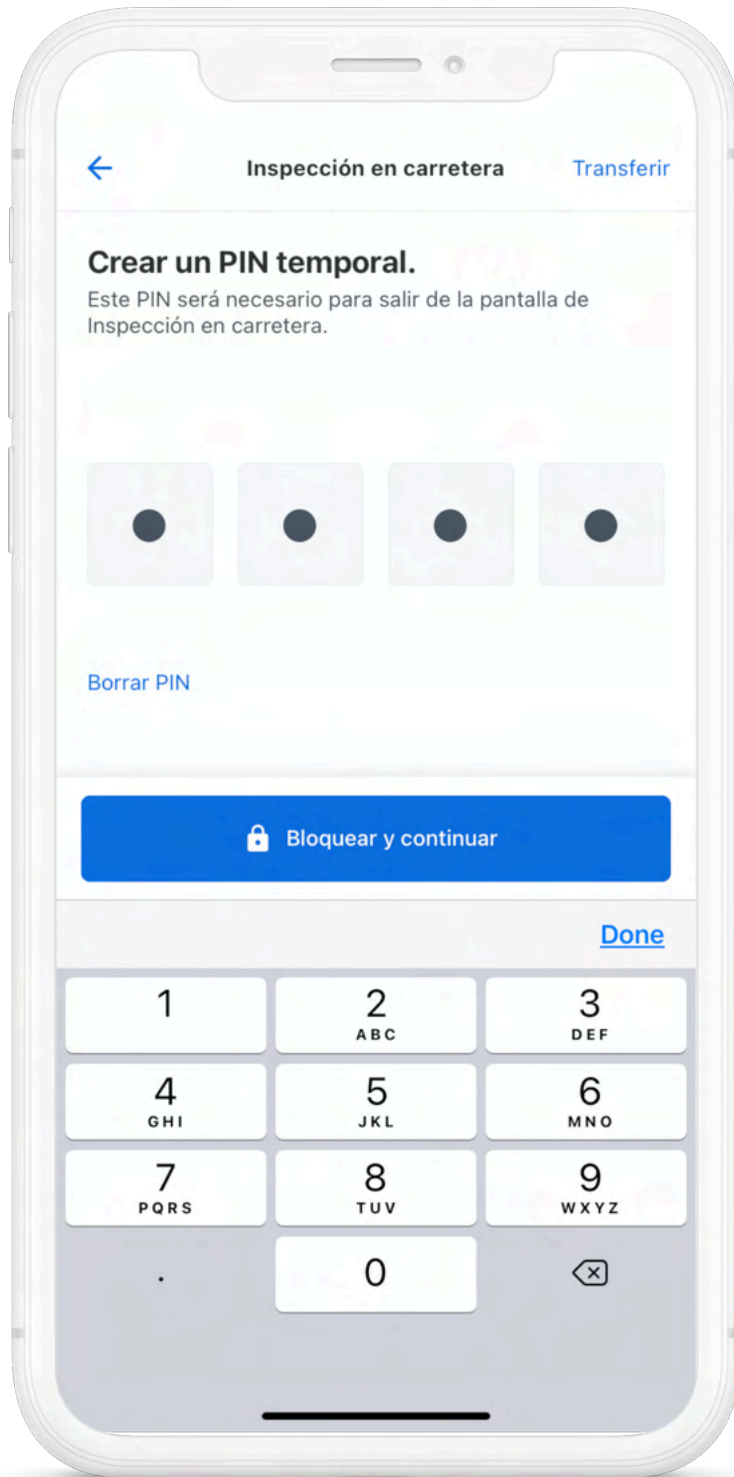 Inspección en carretera
Transferir
Crear un PIN temporal.
Este PIN será necesario para salir de la pantalla de
Inspección en carretera.
Borrar PIN
Bloquear y continuar
Done
1
2
ABC
3
DEF
4
GHI
5
JKL
6
MNO
7
PQRS
8
TUV
9
WXYZ
.
0